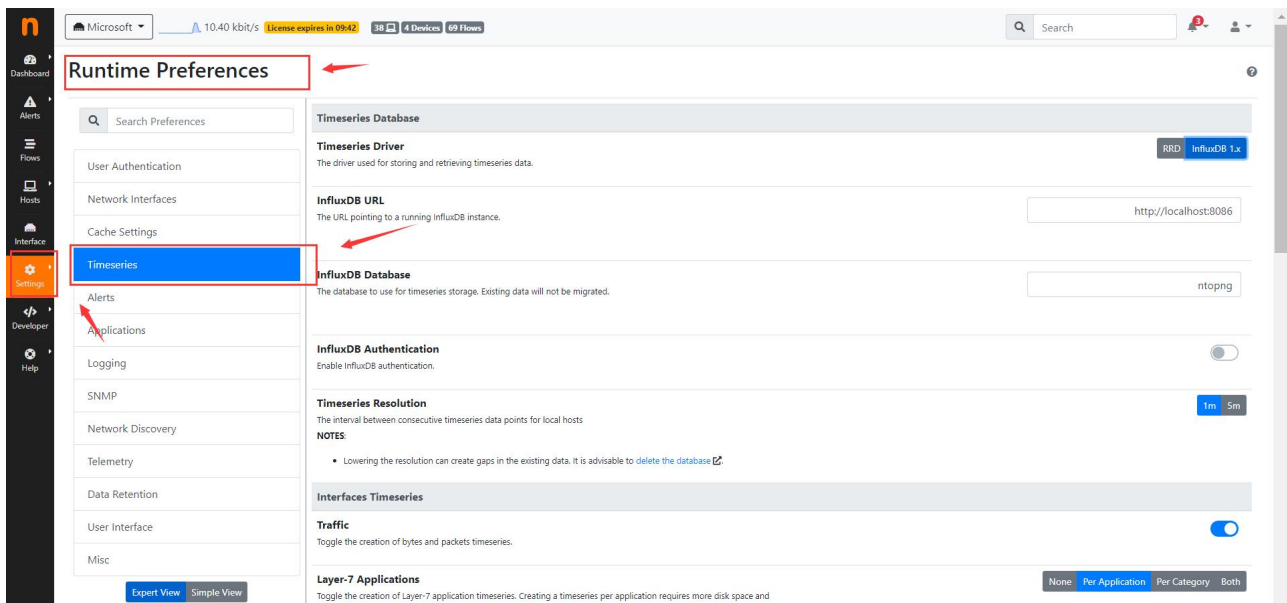 n
Microsoft
10.40 kbit/s
License expires in 09:42
38
4 Devices
69 Flows
Search
3
Dashboard
Alerts
Flows
Hosts
Interface
Settings
Developer
Help
Runtime Preferences
Search Preferences
User Authentication
Network Interfaces
Cache Settings
Timeseries
Alerts
Applications
Logging
SNMP
Network Discovery
Telemetry
Data Retention
User Interface
Misc
Expert View Simple View
Timeseries Database
Timeseries Driver
The driver used for storing and retrieving timeseries data.
RRD InfluxDB 1.x
InfluxDB URL
The URL pointing to a running InfluxDB instance.
http://localhost:8086
InfluxDB Database
The database to use for timeseries storage. Existing data will not be migrated.
ntopng
InfluxDB Authentication
Enable InfluxDB authentication.
Timeseries Resolution
The interval between consecutive timeseries data points for local hosts
1m 5m
NOTES:
• Lowering the resolution can create gaps in the existing data. It is advisable to delete the database.
Interfaces Timeseries
Traffic
Toggle the creation of bytes and packets timeseries.
Layer-7 Applications
None Per Application Per Category Both
Toggle the creation of Layer-7 application timeseries. Creating a timeseries per application requires more disk space and